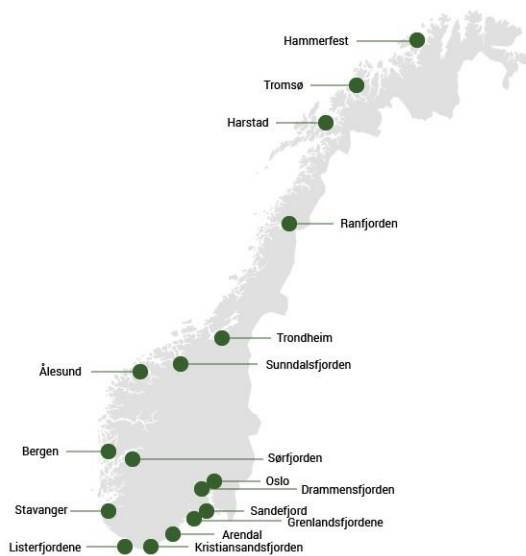 Hammerfest
Tromsø
Harstad
Ranfjorden
Trondheim
Sunndalsfjorden
Ålesund
Bergen
Sørfjorden
Oslo
Drammensfjorden
Stavanger
Sandefjord
Grenlandsfjordene
Arendal
Listerfjordene
Kristiansandsfjorden